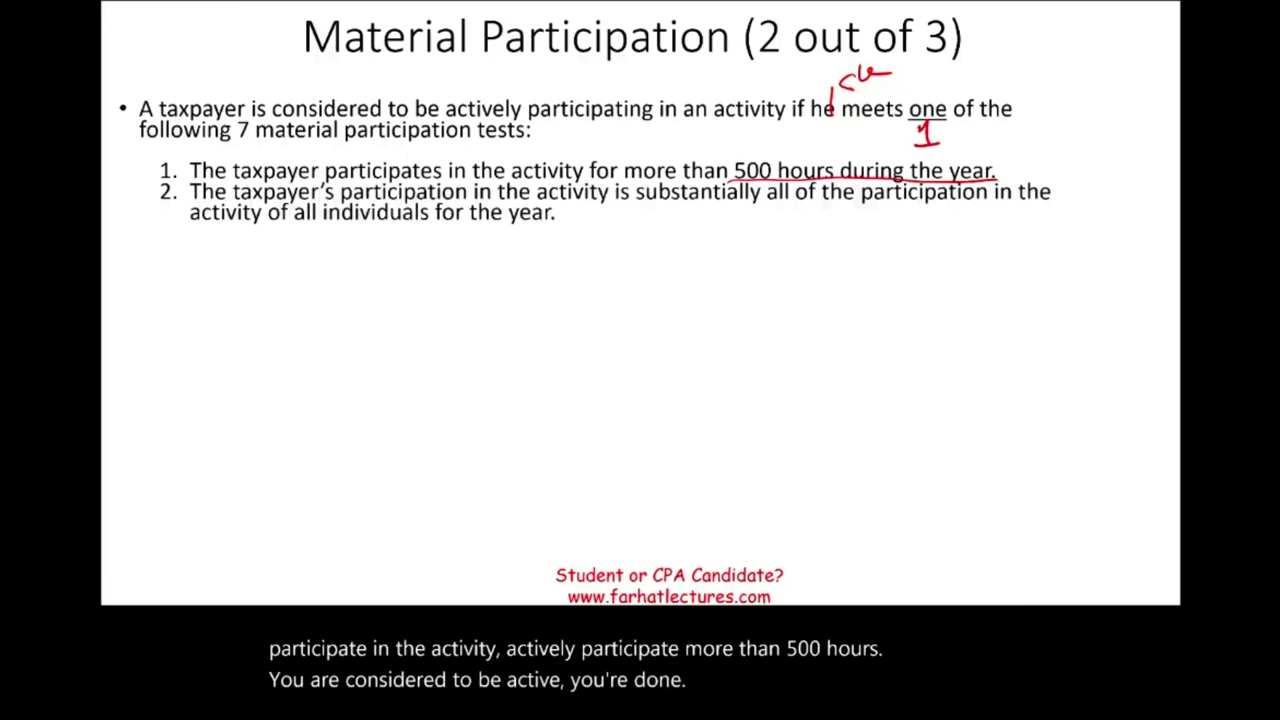 Material Participation (2 out of 3)
• A taxpayer is considered to be actively participating in an activity if he meets one of the
following 7 material participation tests:
1
1. The taxpayer participates in the activity for more than 500 hours during the year.
2. The taxpayer's participation in the activity is substantially all of the participation in the
activity of all individuals for the year.
Student or CPA Candidate?
www.farhatlectures.com
participate in the activity, actively participate more than 500 hours.
You are considered to be active, you're done.